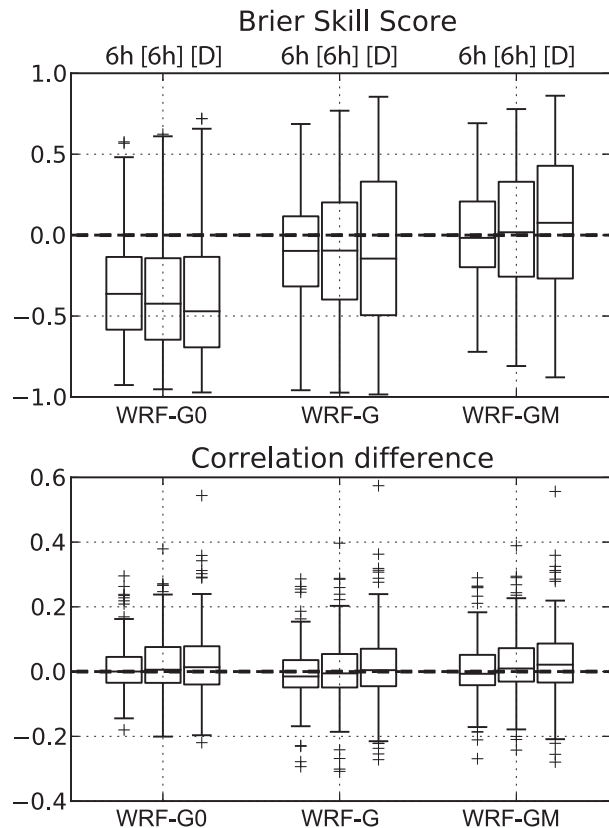 Brier Skill Score
6h [6h] [D] 6h [6h] [D] 6h [6h] [D]
1.0
0.5
0.0
−0.5
−1.0
WRF-G0 WRF-G WRF-GM
Correlation difference
0.6
0.4
0.2
0.0
−0.2
−0.4
WRF-G0 WRF-G WRF-GM